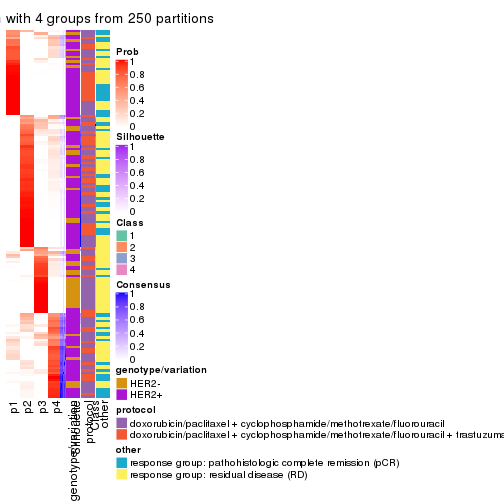 with 4 groups from 250 partitions
Prob
1
0.8
0.6
0.4
0.2
0
Silhouette
1
0.8
0.6
0.4
0.2
0
Class
1
2
3
4
Consensus
1
0.8
0.6
0.4
0.2
0
genotype/variation
HER2-
HER2+
protocol
doxorubicin/paclitaxel + cyclophosphamide/methotrexate/fluorouracil
doxorubicin/paclitaxel + cyclophosphamide/methotrexate/fluorouracil + trastuzuma
other
response group: pathohistologic complete remission (pCR)
response group: residual disease (RD)
p1
p2
p3
p4
Silhouette
genotype/variation
protocol
Class
other